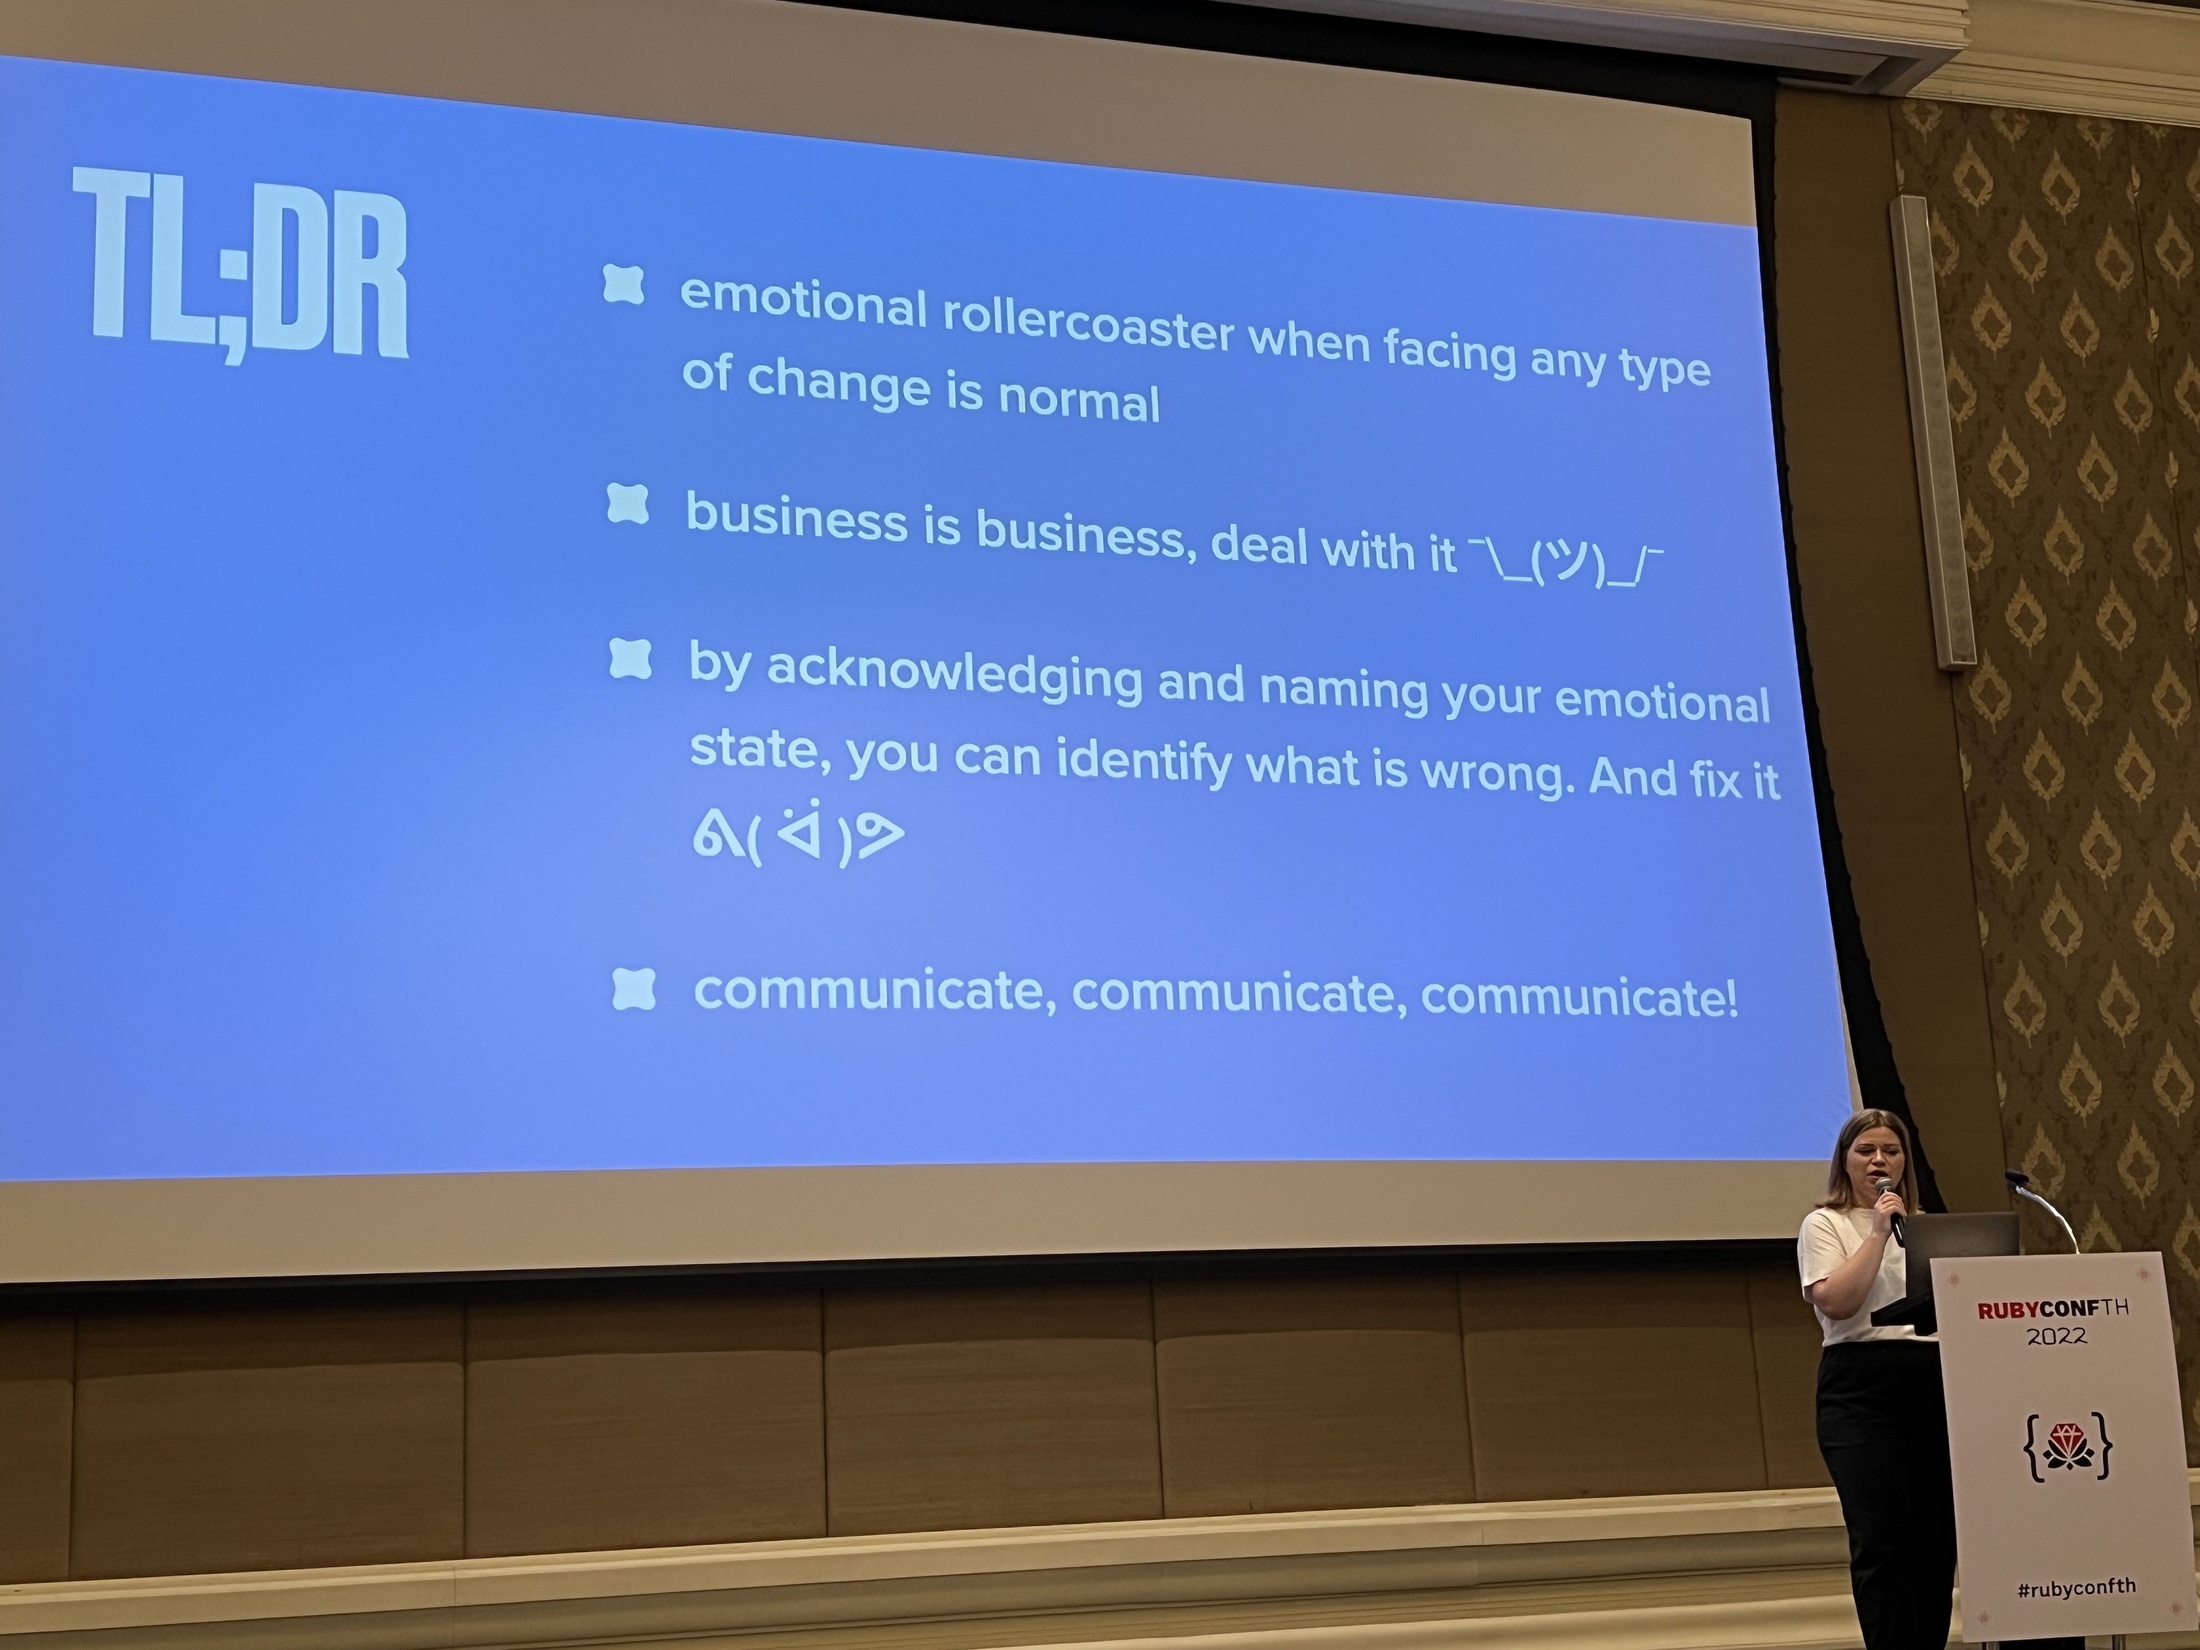 TL;DR
emotional rollercoaster when facing any type
of change is normal
business is business, deal with it ¯\_(ツ)_/¯
by acknowledging and naming your emotional
state, you can identify what is wrong. And fix it
ᕕ( ᐛ )ᕗ
communicate, communicate, communicate!
RUBYCONFTH
2022
#rubyconfth